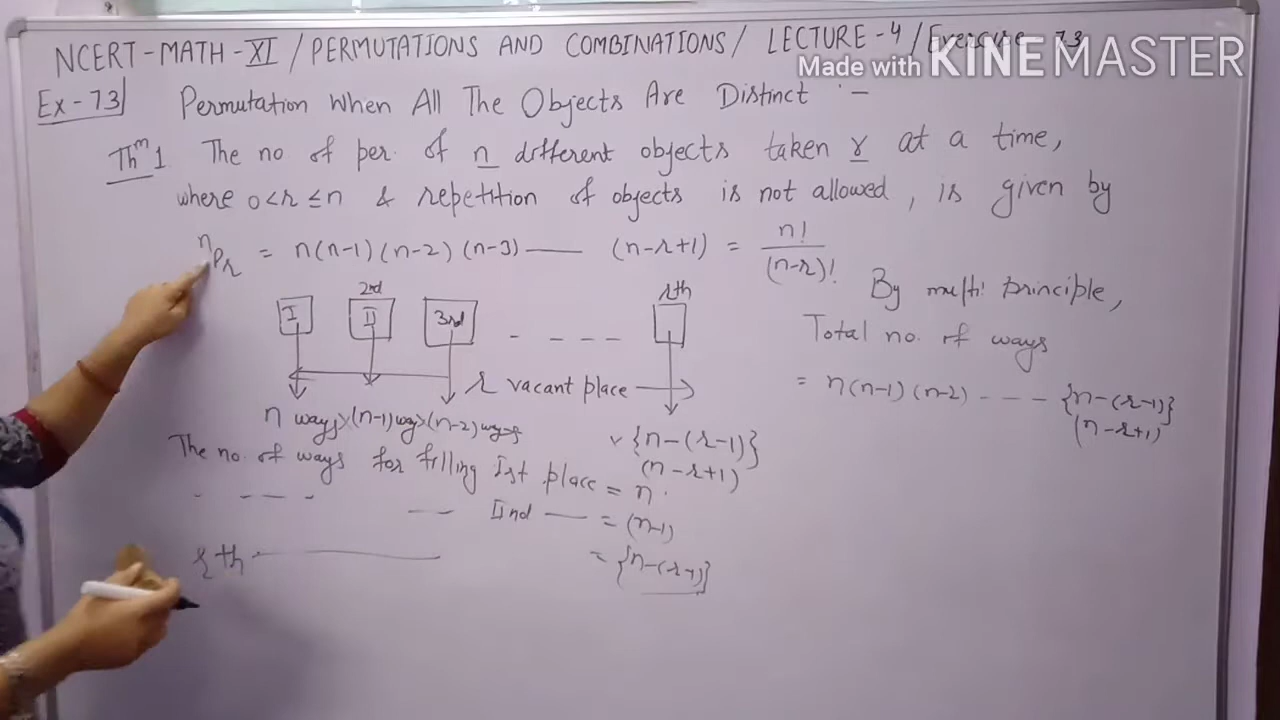 NCERT-MATH-XI / PERMUTATIONS AND COMBINATIONS / LECTURE-4 / Exercise 7.3
Made with KINEMASTER
Ex-7.3 Permutation When All The Objects Are Distinct :-
Thm 1 The no of per. of n different objects taken r at a time,
where 0<r≤n & repetition of objects is not allowed, is given by
nPr = n(n-1)(n-2)(n-3) —— (n-r+1) = n!/(n-r)!
By multi. principle,
2nd rth
I II 3rd - - - - -
Total no. of ways
r vacant place
= n(n-1)(n-2) - - - - {n-(r-1)}
(n-r+1)
n ways×(n-1)ways×(n-2)ways ×{n-(r-1)}
(n-r+1)
The no. of ways for filling Ist place = n.
- - - - — IInd — = (n-1)
rth ——— = {n-(r-1)}